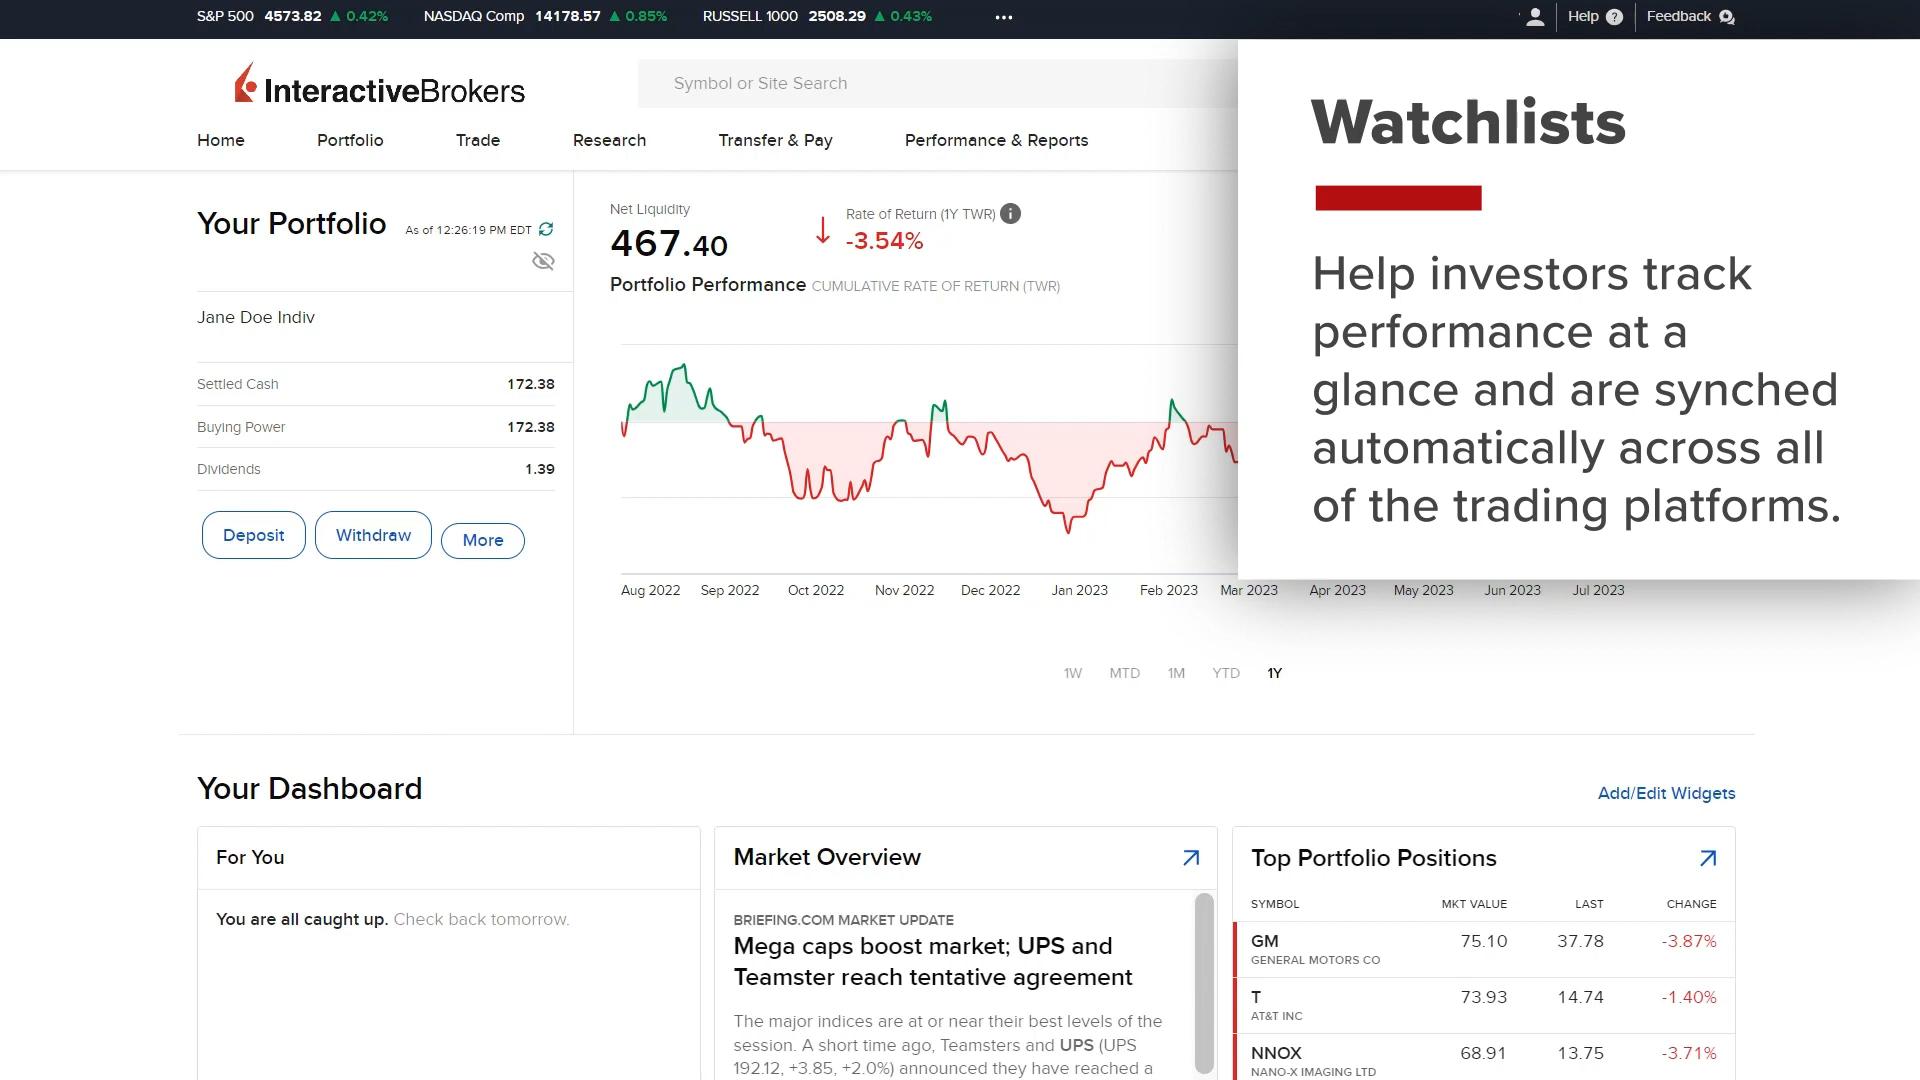 S&P 500 4573.82 ▲ 0.42% NASDAQ Comp 14178.57 ▲ 0.85% RUSSELL 1000 2508.29 ▲ 0.43% ••• Help ? Feedback
InteractiveBrokers
Symbol or Site Search
Home Portfolio Trade Research Transfer & Pay Performance & Reports
Watchlists
Help investors track
performance at a
glance and are synched
automatically across all
of the trading platforms.
Your Portfolio As of 12:26:19 PM EDT
Jane Doe Indiv
Settled Cash 172.38
Buying Power 172.38
Dividends 1.39
Deposit Withdraw More
Net Liquidity
467.40
Rate of Return (1Y TWR) i
-3.54%
Portfolio Performance CUMULATIVE RATE OF RETURN (TWR)
Aug 2022 Sep 2022 Oct 2022 Nov 2022 Dec 2022 Jan 2023 Feb 2023 Mar 2023 Apr 2023 May 2023 Jun 2023 Jul 2023
1W MTD 1M YTD 1Y
Your Dashboard
Add/Edit Widgets
For You
You are all caught up. Check back tomorrow.
Market Overview
BRIEFING.COM MARKET UPDATE
Mega caps boost market; UPS and
Teamster reach tentative agreement
The major indices are at or near their best levels of the
session. A short time ago, Teamsters and UPS (UPS
192.12, +3.85, +2.0%) announced they have reached a
Top Portfolio Positions
SYMBOL MKT VALUE LAST CHANGE
GM 75.10 37.78 -3.87%
GENERAL MOTORS CO
T 73.93 14.74 -1.40%
AT&T INC
NNOX 68.91 13.75 -3.71%
NANO-X IMAGING LTD